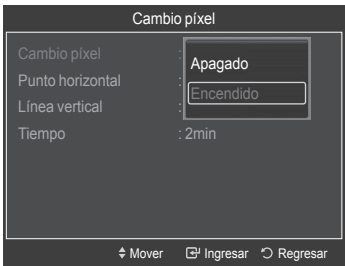 Cambio píxel
Cambio píxel :
Apagado
Punto horizontal :
Encendido
Línea vertical :
Tiempo : 2min
Mover Ingresar Regresar